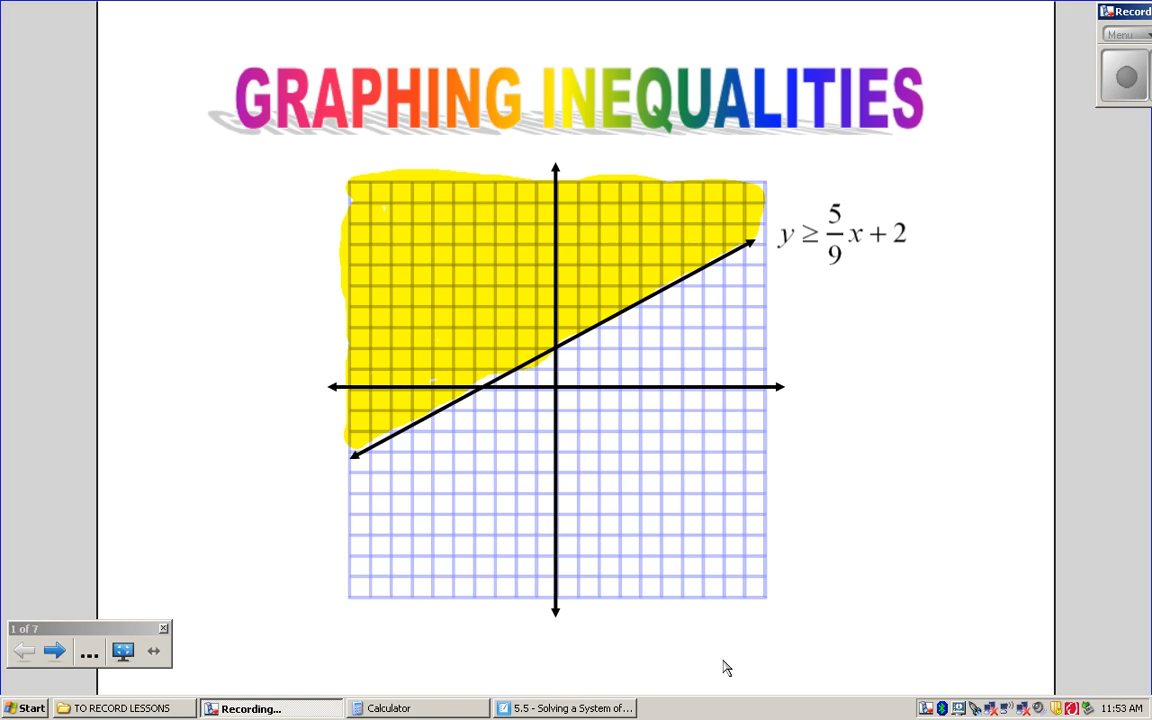 Record
Menu
GRAPHING INEQUALITIES
y ≥ 5/9 x + 2
1 of 7
...
Start
TO RECORD LESSONS
Recording...
Calculator
5.5 - Solving a System of...
11:53 AM